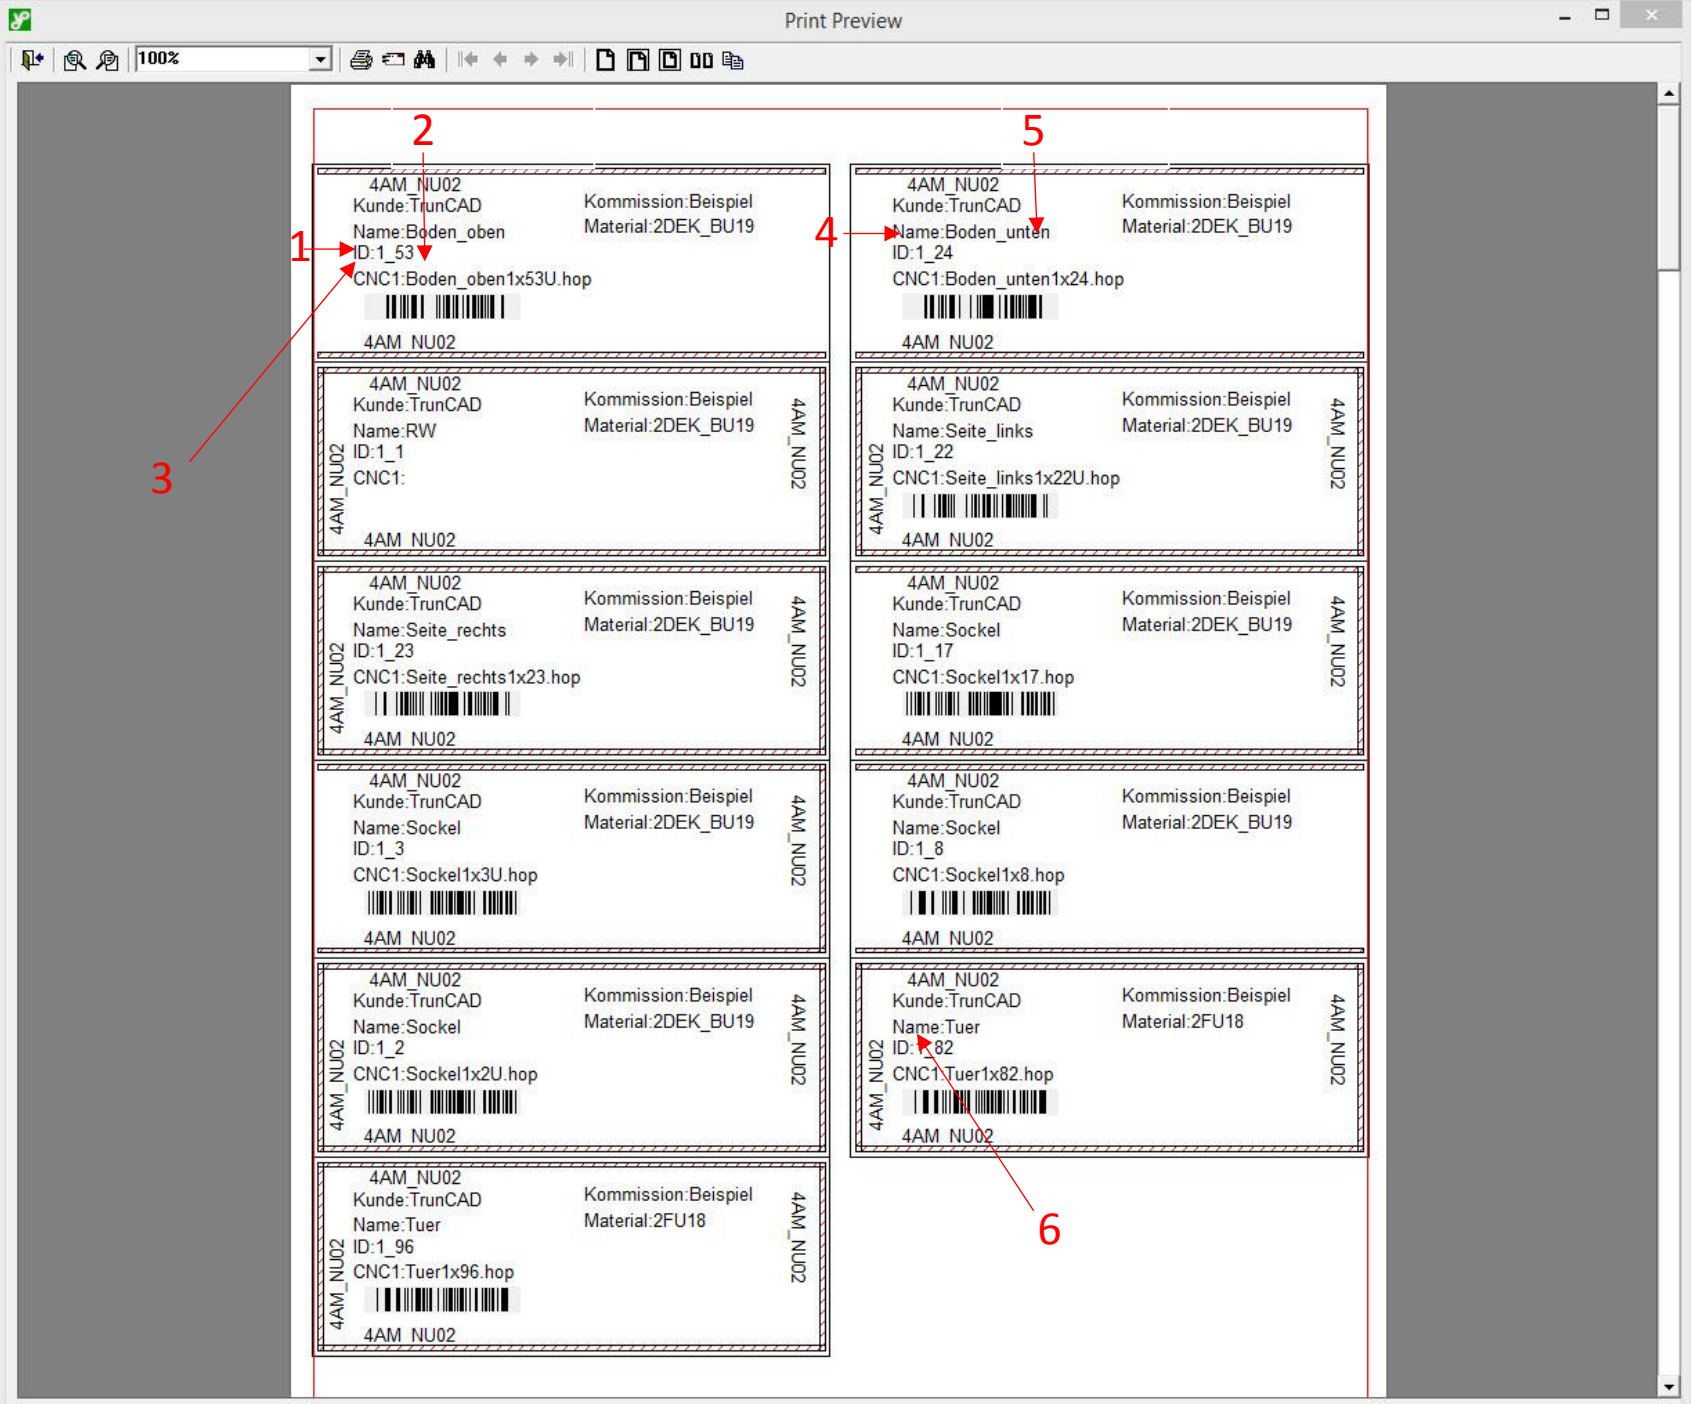 Print Preview
100%
2
5
1
4
3
6
4AM_NU02
Kunde:TrunCAD
Kommission:Beispiel
Name:Boden_oben
Material:2DEK_BU19
ID:1_53
CNC1:Boden_oben1x53U.hop
4AM_NU02
4AM_NU02
Kunde:TrunCAD
Kommission:Beispiel
Name:Boden_unten
Material:2DEK_BU19
ID:1_24
CNC1:Boden_unten1x24.hop
4AM_NU02
4AM_NU02
Kunde:TrunCAD
Kommission:Beispiel
Name:RW
Material:2DEK_BU19
ID:1_1
CNC1:
4AM_NU02
4AM_NU02
4AM_NU02
4AM_NU02
Kunde:TrunCAD
Kommission:Beispiel
Name:Seite_links
Material:2DEK_BU19
ID:1_22
CNC1:Seite_links1x22U.hop
4AM_NU02
4AM_NU02
4AM_NU02
4AM_NU02
Kunde:TrunCAD
Kommission:Beispiel
Name:Seite_rechts
Material:2DEK_BU19
ID:1_23
CNC1:Seite_rechts1x23.hop
4AM_NU02
4AM_NU02
4AM_NU02
4AM_NU02
Kunde:TrunCAD
Kommission:Beispiel
Name:Sockel
Material:2DEK_BU19
ID:1_17
CNC1:Sockel1x17.hop
4AM_NU02
4AM_NU02
4AM_NU02
Kunde:TrunCAD
Kommission:Beispiel
Name:Sockel
Material:2DEK_BU19
ID:1_3
CNC1:Sockel1x3U.hop
4AM_NU02
4AM_NU02
4AM_NU02
Kunde:TrunCAD
Kommission:Beispiel
Name:Sockel
Material:2DEK_BU19
ID:1_8
CNC1:Sockel1x8.hop
4AM_NU02
4AM_NU02
Kunde:TrunCAD
Kommission:Beispiel
Name:Sockel
Material:2DEK_BU19
ID:1_2
CNC1:Sockel1x2U.hop
4AM_NU02
4AM_NU02
4AM_NU02
4AM_NU02
Kunde:TrunCAD
Kommission:Beispiel
Name:Tuer
Material:2FU18
ID:1_82
CNC1:Tuer1x82.hop
4AM_NU02
4AM_NU02
4AM_NU02
4AM_NU02
Kunde:TrunCAD
Kommission:Beispiel
Name:Tuer
Material:2FU18
ID:1_96
CNC1:Tuer1x96.hop
4AM_NU02
4AM_NU02
4AM_NU02